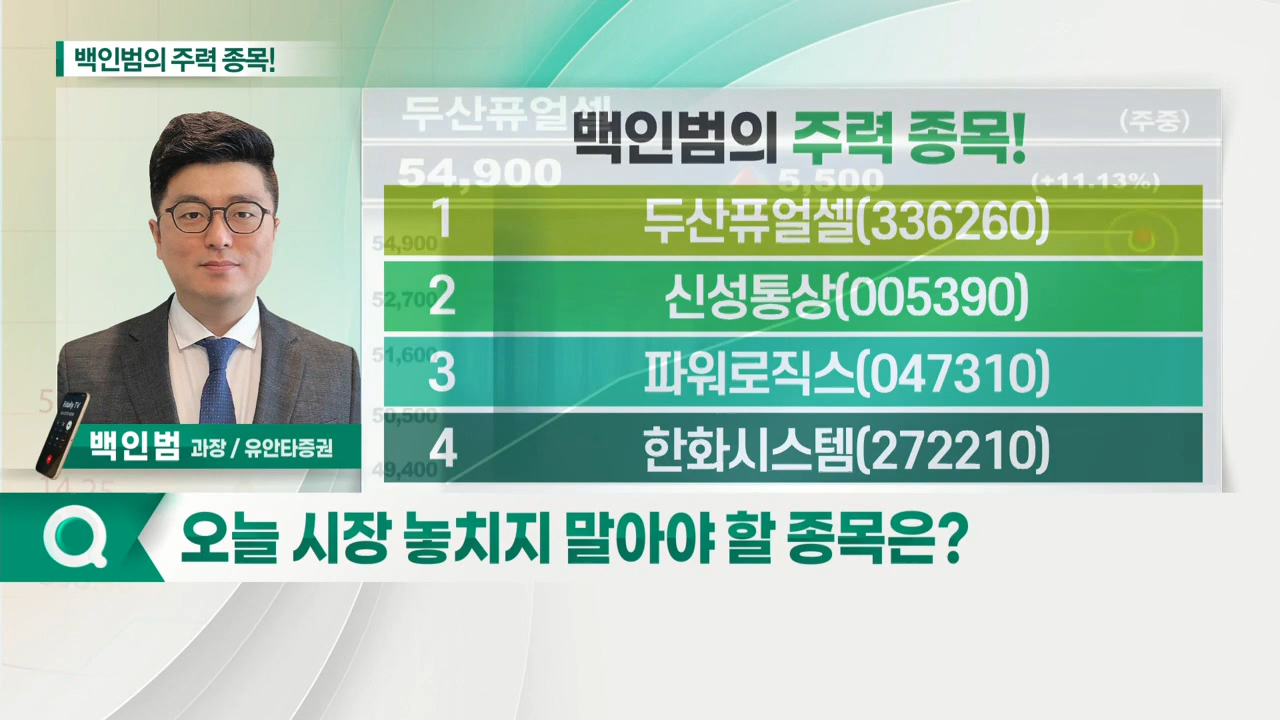 백인범의 주력 종목!
두산퓨얼셀
(주중)
백인범의 주력 종목!
54,900
5,500
(+11.13%)
1
두산퓨얼셀(336260)
54,900
2
신성통상(005390)
52,700
3
파워로직스(047310)
51,600
50,500
4
한화시스템(272210)
49,400
백인범 과장 / 유안타증권
Q 오늘 시장 놓치지 말아야 할 종목은?